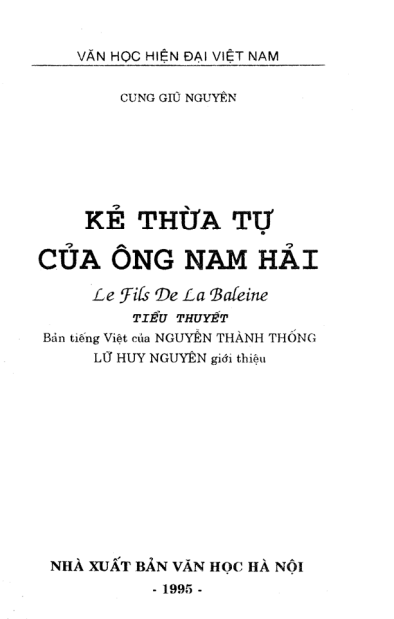 VĂN HỌC HIỆN ĐẠI VIỆT NAM
CUNG GIŨ NGUYÊN
KẺ THỪA TỰ
CỦA ÔNG NAM HẢI
Le Fils De La Baleine
TIỂU THUYẾT
Bản tiếng Việt của NGUYỄN THÀNH THỐNG
LỮ HUY NGUYÊN giới thiệu
NHÀ XUẤT BẢN VĂN HỌC HÀ NỘI
- 1995 -